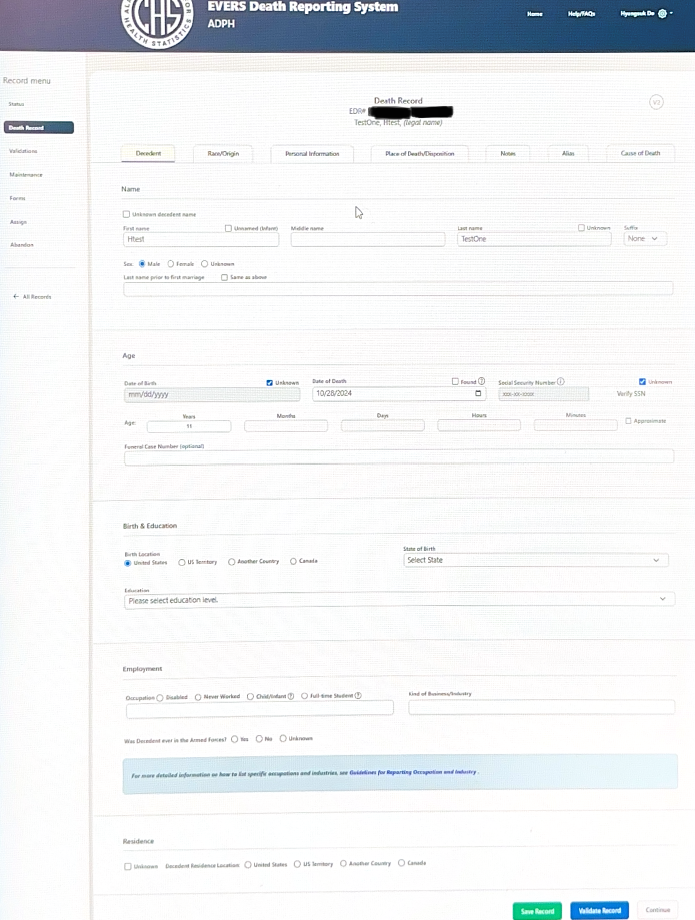 EVERS Death Reporting System
ADPH
Home Help/FAQs
HEALTH STATISTICS
CHS
Record menu
Status
Death Record
Validations
Maintenance
Forms
Assign
Abandon
← All Records
Death Record
V2
EDR#
TestOne, Htest, (legal name)
Decedent Race/Origin Personal Information Place of Death/Disposition Notes Alias Cause of Death
Name
Unknown decedent name
First name Unnamed (Infant) Middle name Last name Unknown Suffix
Htest TestOne None
Sex: Male Female Unknown
Last name prior to first marriage Same as above
Age
Date of Birth Unknown Date of Death Found Social Security Number Unknown
mm/dd/yyyy 10/28/2024 xxx-xx-xxxx Verify SSN
Years Months Days Hours Minutes
Age: 11 Approximate
Funeral Case Number (optional)
Birth & Education
Birth Location State of Birth
United States US Territory Another Country Canada Select State
Education
Please select education level.
Employment
Occupation Disabled Never Worked Child/Infant Full-time Student Kind of Business/Industry
Was Decedent ever in the Armed Forces? Yes No Unknown
For more detailed information on how to list specific occupations and industries, see Guidelines for Reporting Occupation and Industry.
Residence
Unknown Decedent Residence Location United States US Territory Another Country Canada
Save Record Validate Record Continue